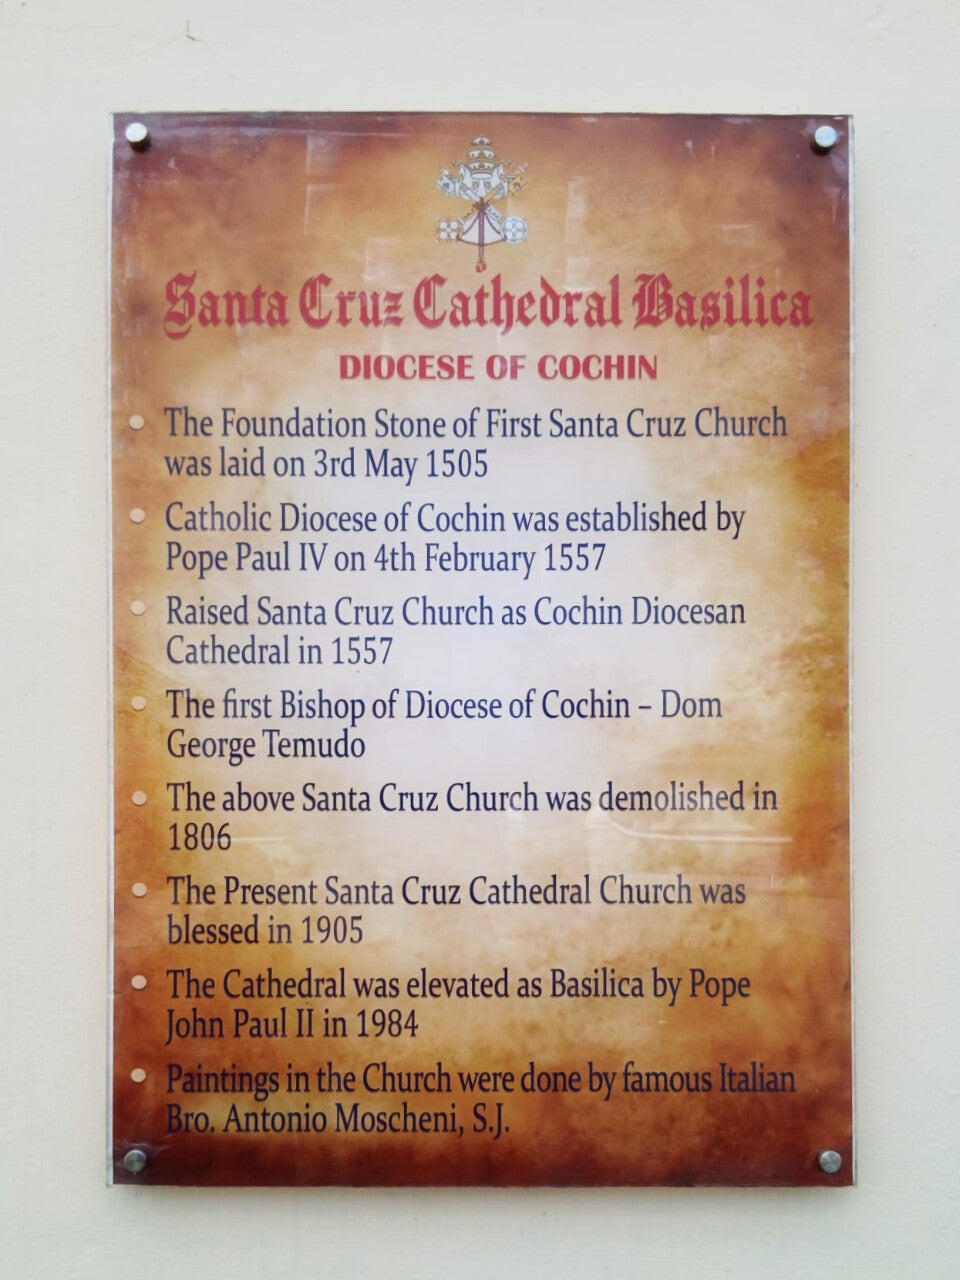 Santa Cruz Cathedral Basilica
DIOCESE OF COCHIN
• The Foundation Stone of First Santa Cruz Church
was laid on 3rd May 1505
• Catholic Diocese of Cochin was established by
Pope Paul IV on 4th February 1557
• Raised Santa Cruz Church as Cochin Diocesan
Cathedral in 1557
• The first Bishop of Diocese of Cochin – Dom
George Temudo
• The above Santa Cruz Church was demolished in
1806
• The Present Santa Cruz Cathedral Church was
blessed in 1905
• The Cathedral was elevated as Basilica by Pope
John Paul II in 1984
• Paintings in the Church were done by famous Italian
Bro. Antonio Moscheni, S.J.